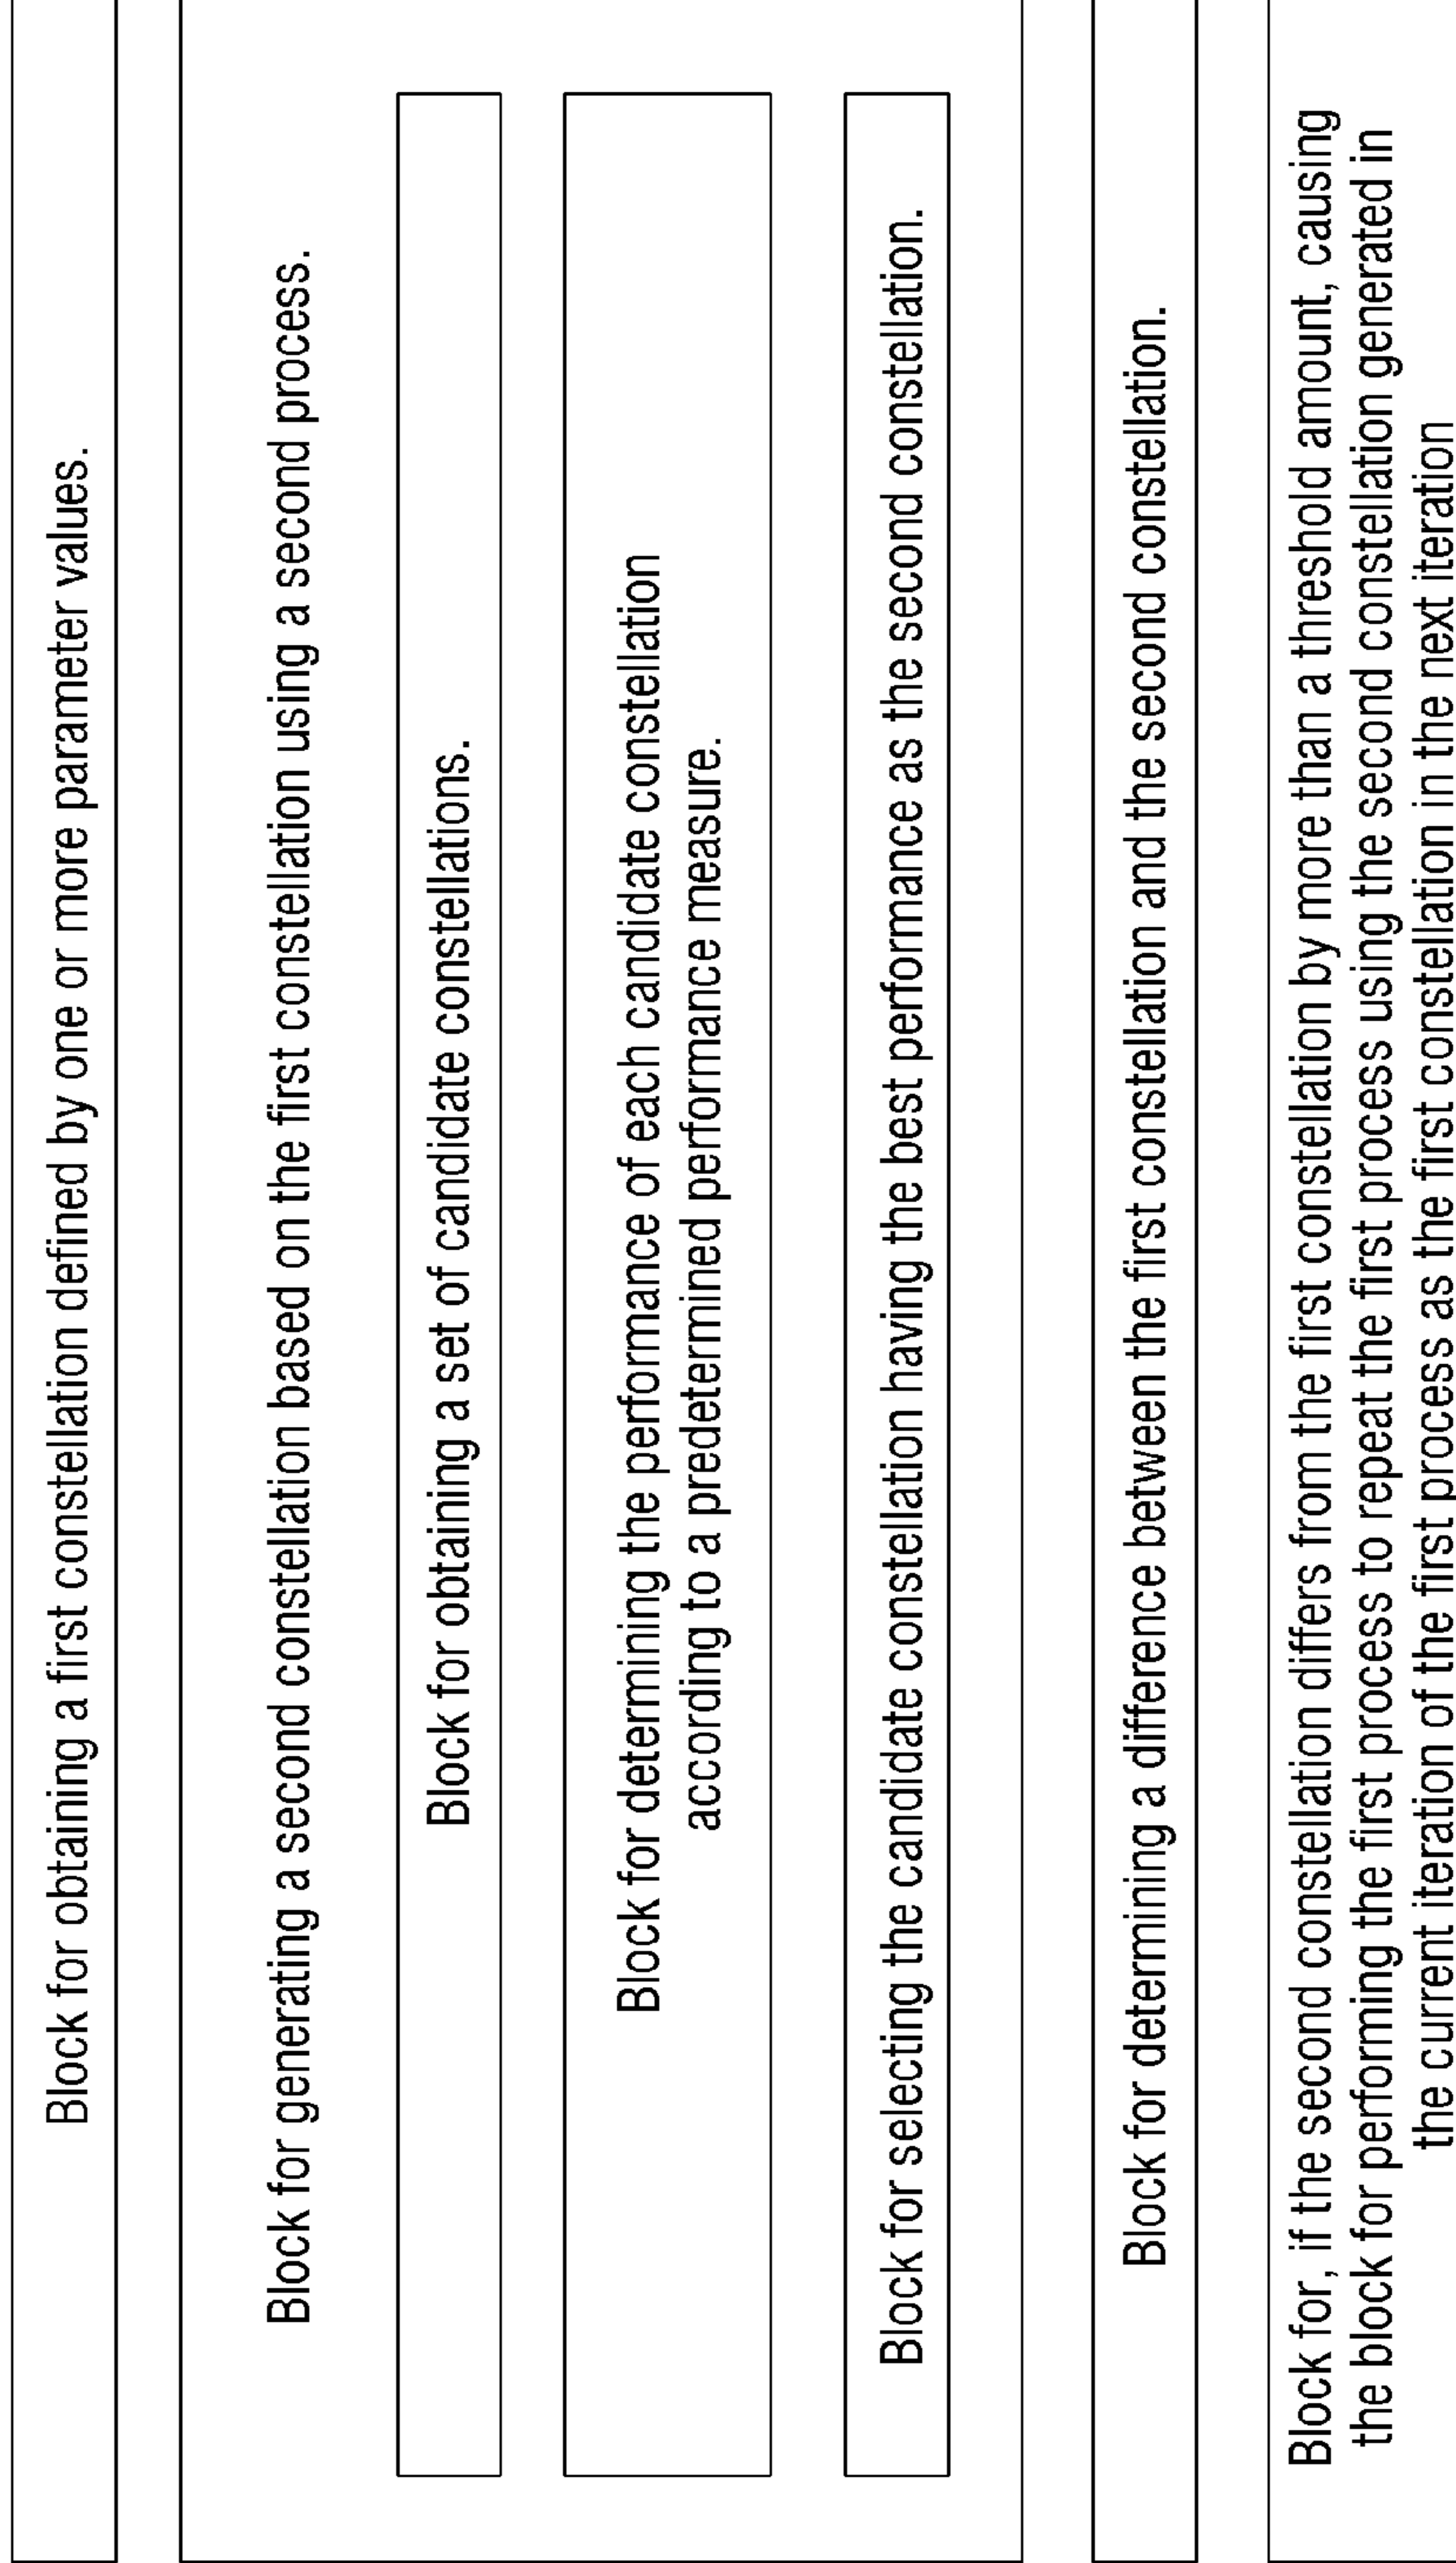 Block for obtaining a first constellation defined by one or more parameter values.
Block for generating a second constellation based on the first constellation using a second process.
Block for obtaining a set of candidate constellations.
Block for determining the performance of each candidate constellation
according to a predetermined performance measure.
Block for selecting the candidate constellation having the best performance as the second constellation.
Block for determining a difference between the first constellation and the second constellation.
Block for, if the second constellation differs from the first constellation by more than a threshold amount, causing
the block for performing the first process to repeat the first process using the second constellation generated in
the current iteration of the first process as the first constellation in the next iteration